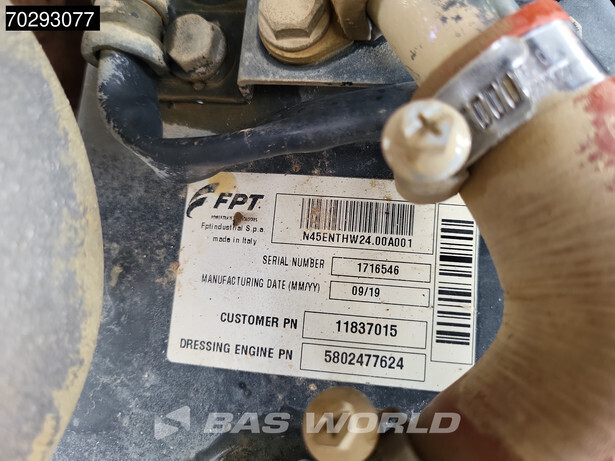 70293077
FPT
Fptindustrial S.p.a
made in Italy
N45ENTHW24.00A001
SERIAL NUMBER 1716546
MANUFACTURING DATE (MM/YY) 09/19
CUSTOMER PN 11837015
DRESSING ENGINE PN 5802477624
BAS WORLD